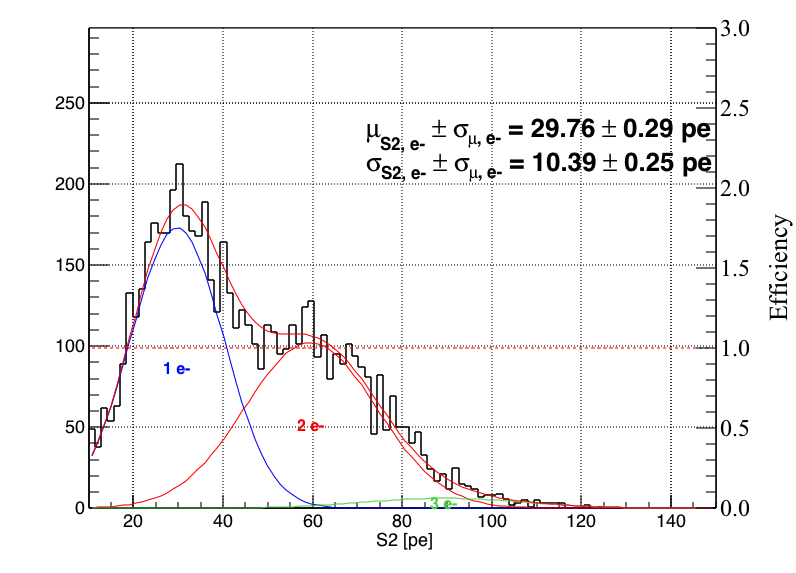 3.0
250
2.5
μS2, e- ± σμ, e- = 29.76 ± 0.29 pe
σS2, e- ± σμ, e- = 10.39 ± 0.25 pe
200
2.0
150
1.5
Efficiency
100
1.0
1 e-
50
2 e-
0.5
3 e-
0
0.0
20 40 60 80 100 120 140
S2 [pe]